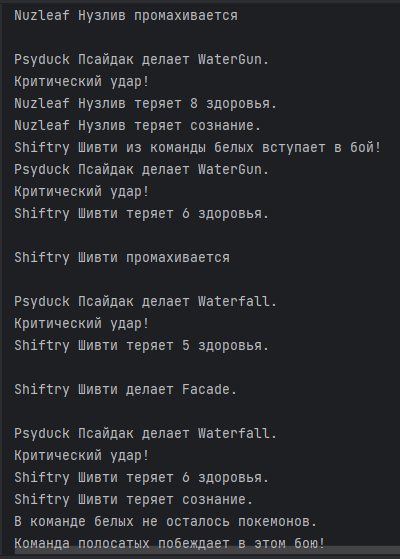 Nuzleaf Нузлив промахивается
Psyduck Псайдак делает WaterGun.
Критический удар!
Nuzleaf Нузлив теряет 8 здоровья.
Nuzleaf Нузлив теряет сознание.
Shiftry Шивти из команды белых вступает в бой!
Psyduck Псайдак делает WaterGun.
Критический удар!
Shiftry Шивти теряет 6 здоровья.
Shiftry Шивти промахивается
Psyduck Псайдак делает Waterfall.
Критический удар!
Shiftry Шивти теряет 5 здоровья.
Shiftry Шивти делает Facade.
Psyduck Псайдак делает Waterfall.
Критический удар!
Shiftry Шивти теряет 6 здоровья.
Shiftry Шивти теряет сознание.
В команде белых не осталось покемонов.
Команда полосатых побеждает в этом бою!